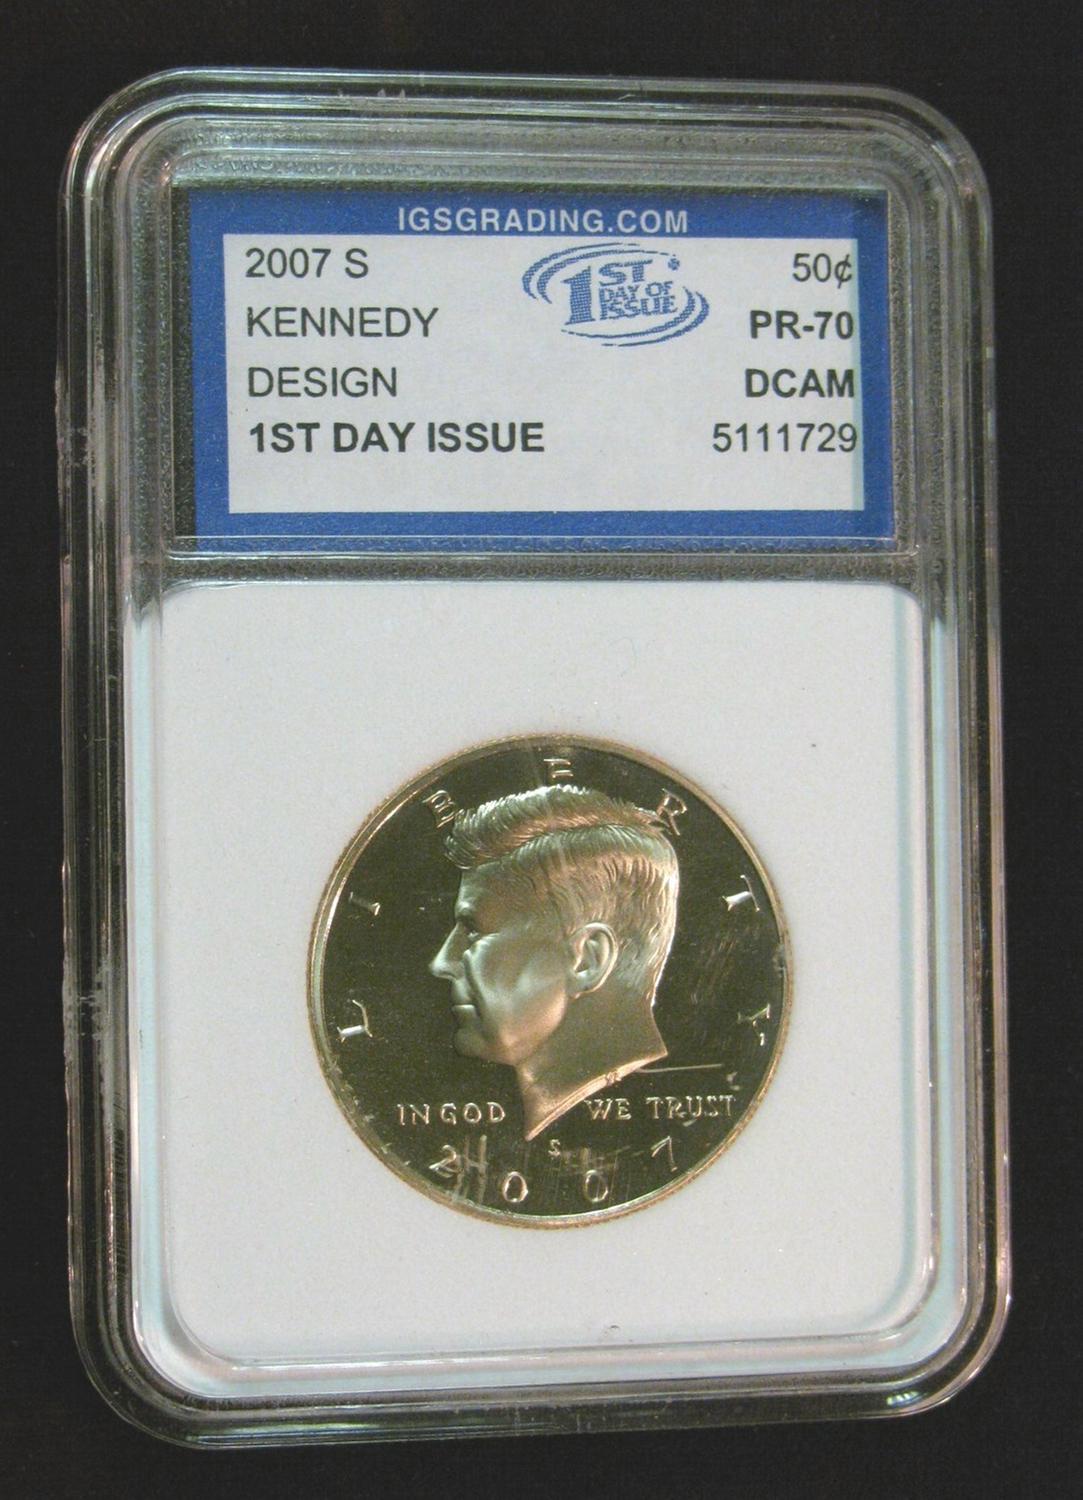 IGSGRADING.COM
2007 S
KENNEDY
DESIGN
1ST DAY ISSUE
1ST
DAY OF
ISSUE
50¢
PR-70
DCAM
5111729
LIBERTY
IN GOD WE TRUST
S
2007